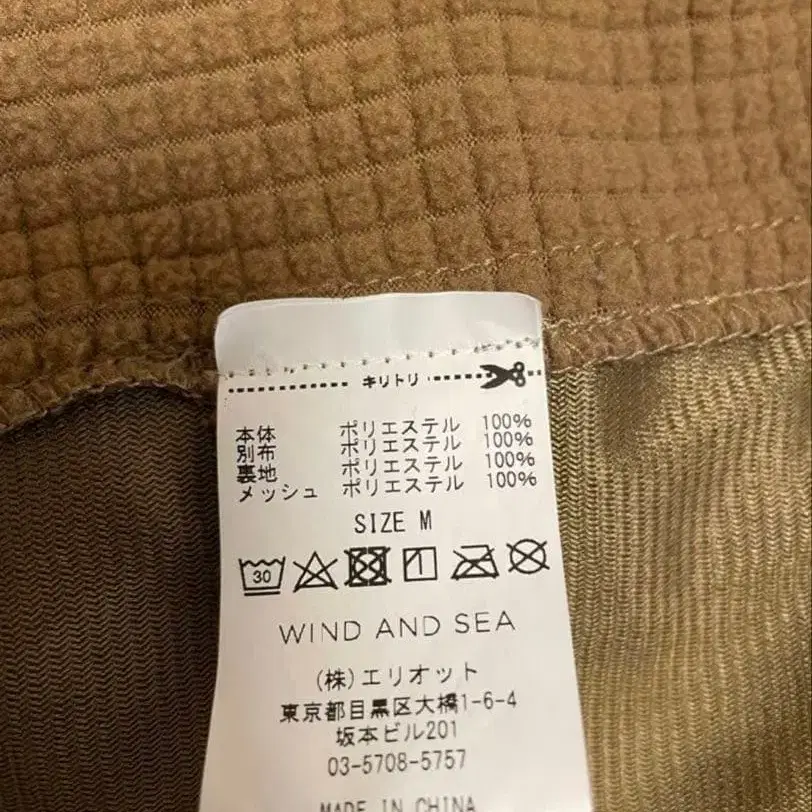 キリトリ
本体 ポリエステル 100%
別布 ポリエステル 100%
裏地 ポリエステル 100%
メッシュ ポリエステル 100%
SIZE M
30
WIND AND SEA
(株)エリオット
東京都目黒区大橋1-6-4
坂本ビル201
03-5708-5757
MADE IN CHINA